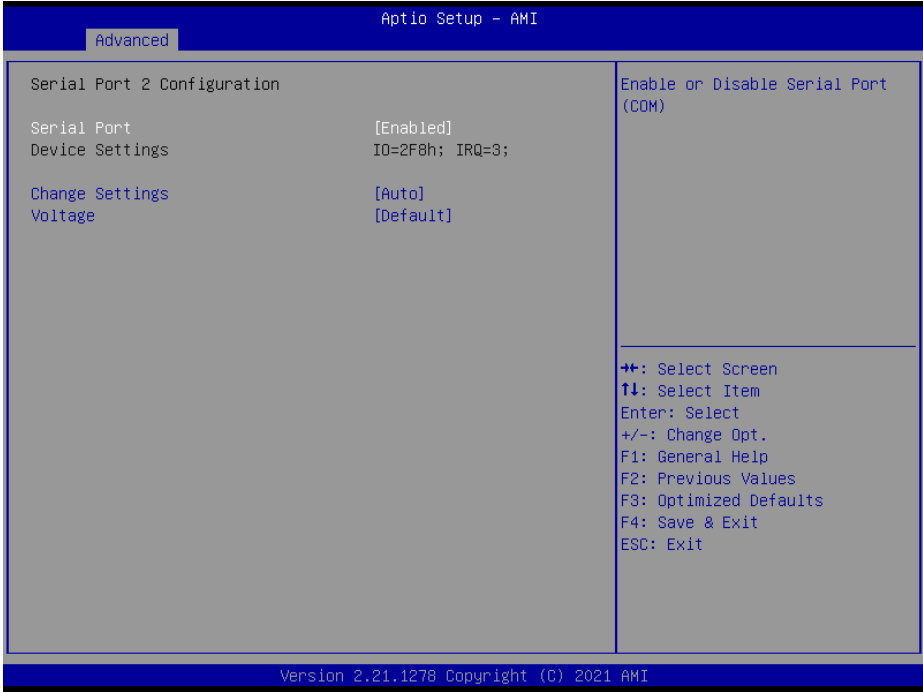 Aptio Setup – AMI
Advanced
Serial Port 2 Configuration
Serial Port [Enabled]
Device Settings IO=2F8h; IRQ=3;
Change Settings [Auto]
Voltage [Default]
Enable or Disable Serial Port
(COM)
→←: Select Screen
↑↓: Select Item
Enter: Select
+/-: Change Opt.
F1: General Help
F2: Previous Values
F3: Optimized Defaults
F4: Save & Exit
ESC: Exit
Version 2.21.1278 Copyright (C) 2021 AMI